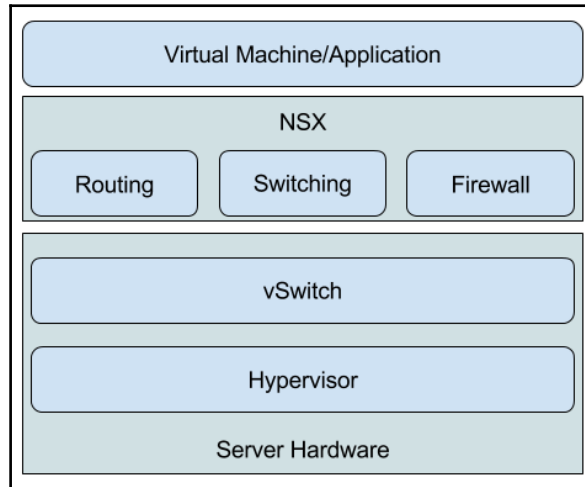 Virtual Machine/Application
NSX
Routing
Switching
Firewall
vSwitch
Hypervisor
Server Hardware